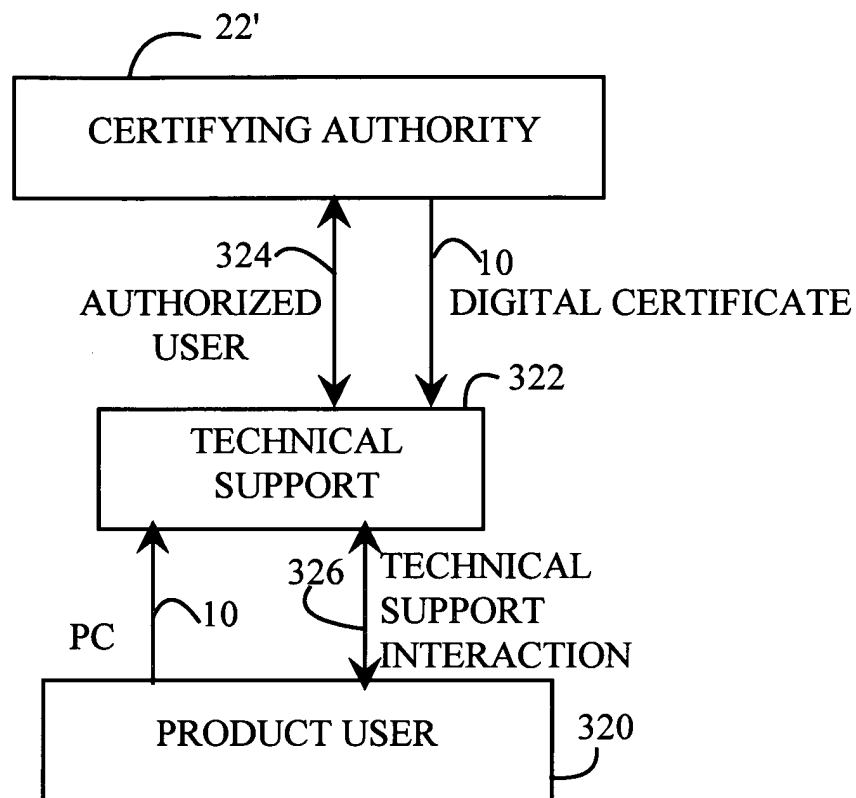 22'
CERTIFYING AUTHORITY
324
10
AUTHORIZED
USER
DIGITAL CERTIFICATE
322
TECHNICAL
SUPPORT
326
TECHNICAL
SUPPORT
INTERACTION
10
PC
PRODUCT USER
320